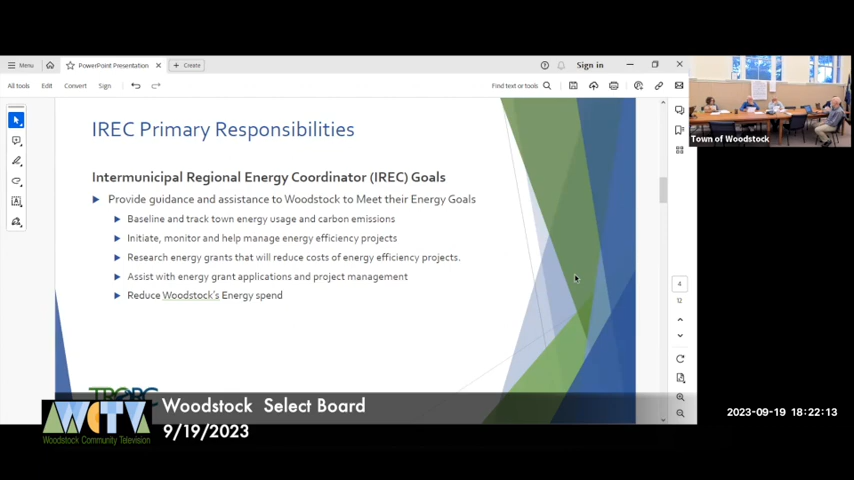 Menu
PowerPoint Presentation
Create
Sign in
All tools
Edit
Convert
Sign
Find text or tools
Town of Woodstock
IREC Primary Responsibilities
Intermunicipal Regional Energy Coordinator (IREC) Goals
Provide guidance and assistance to Woodstock to Meet their Energy Goals
Baseline and track town energy usage and carbon emissions
Initiate, monitor and help manage energy efficiency projects
Research energy grants that will reduce costs of energy efficiency projects.
Assist with energy grant applications and project management
Reduce Woodstock's Energy spend
4
12
TRORC
WCTV
Woodstock Community Television
Woodstock Select Board
9/19/2023
2023-09-19 18:22:13